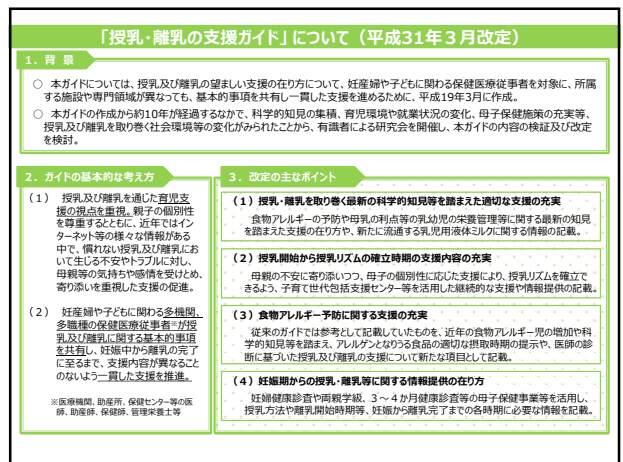 「授乳・離乳の支援ガイド」について（平成31年３月改定）
１．背 景
○ 本ガイドについては、授乳及び離乳の望ましい支援の在り方について、妊産婦や子どもに関わる保健医療従事者を対象に、所属
する施設や専門領域が異なっても、基本的事項を共有し一貫した支援を進めるために、平成19年3月に作成。
○ 本ガイドの作成から約10年が経過するなかで、科学的知見の集積、育児環境や就業状況の変化、母子保健施策の充実等、
授乳及び離乳を取り巻く社会環境等の変化がみられたことから、有識者による研究会を開催し、本ガイドの内容の検証及び改定
を検討。
２．ガイドの基本的な考え方
（１） 授乳及び離乳を通じた育児支
援の視点を重視。親子の個別性
を尊重するとともに、近年ではイン
ターネット等の様々な情報がある
中で、慣れない授乳及び離乳にお
いて生じる不安やトラブルに対し、
母親等の気持ちや感情を受けとめ、
寄り添いを重視した支援の促進。
（２） 妊産婦や子どもに関わる多機関、
多職種の保健医療従事者※が授
乳及び離乳に関する基本的事項
を共有し、妊娠中から離乳の完了
に至るまで、支援内容が異なること
のないよう一貫した支援を推進。
※医療機関、助産所、保健センター等の医
師、助産師、保健師、管理栄養士等
３．改定の主なポイント
（１）授乳・離乳を取り巻く最新の科学的知見等を踏まえた適切な支援の充実
食物アレルギーの予防や母乳の利点等の乳幼児の栄養管理等に関する最新の知見
を踏まえた支援の在り方や、新たに流通する乳児用液体ミルクに関する情報の記載。
（２）授乳開始から授乳リズムの確立時期の支援内容の充実
母親の不安に寄り添いつつ、母子の個別性に応じた支援により、授乳リズムを確立で
きるよう、子育て世代包括支援センター等を活用した継続的な支援や情報提供の記載。
（３）食物アレルギー予防に関する支援の充実
従来のガイドでは参考として記載していたものを、近年の食物アレルギー児の増加や科
学的知見等を踏まえ、アレルゲンとなりうる食品の適切な摂取時期の提示や、医師の診
断に基づいた授乳及び離乳の支援について新たな項目として記載。
（４）妊娠期からの授乳・離乳等に関する情報提供の在り方
妊婦健康診査や両親学級、３～４か月健康診査等の母子保健事業等を活用し、
授乳方法や離乳開始時期等、妊娠から離乳完了までの各時期に必要な情報を記載。